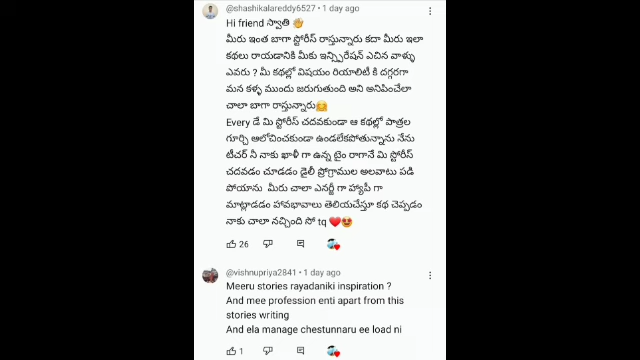 @shashikalareddy6527 • 1 day ago
Hi friend స్వాతి 👋
మీరు ఇంత బాగా స్టోరీస్ రాస్తున్నారు కదా మీరు ఇలా
కథలు రాయడానికి మీకు ఇన్స్పిరేషన్ ఎచిన వాళ్ళు
ఎవరు ? మీ కథల్లో విషయం రియాలిటీ కి దగ్గరగా
మన కళ్ళ ముందు జరుగుతుంది అని అనిపించేలా
చాలా బాగా రాస్తున్నారు🤗
Every డే మి స్టోరీస్ చదవకుండా ఆ కథల్లో పాత్రల
గూర్చి ఆలోచించకుండా ఉండలేకపోతున్నాను నేను
టీచర్ నీ నాకు ఖాళీ గా ఉన్న టైం రాగానే మి స్టోరీస్
చదవడం చూడడం డైలీ ప్రోగ్రాముల అలవాటు పడి
పోయాను మీరు చాలా ఎనర్జీ గా హ్యాపీ గా
మాట్లాడడం హావభావాలు తెలియచేస్తూ కథ చెప్పడం
నాకు చాలా నచ్చింది సో tq ❤️😍
26
@vishnupriya2841 • 1 day ago
Meeru stories rayadaniki inspiration ?
And mee profession enti apart from this
stories writing
And ela manage chestunnaru ee load ni
1